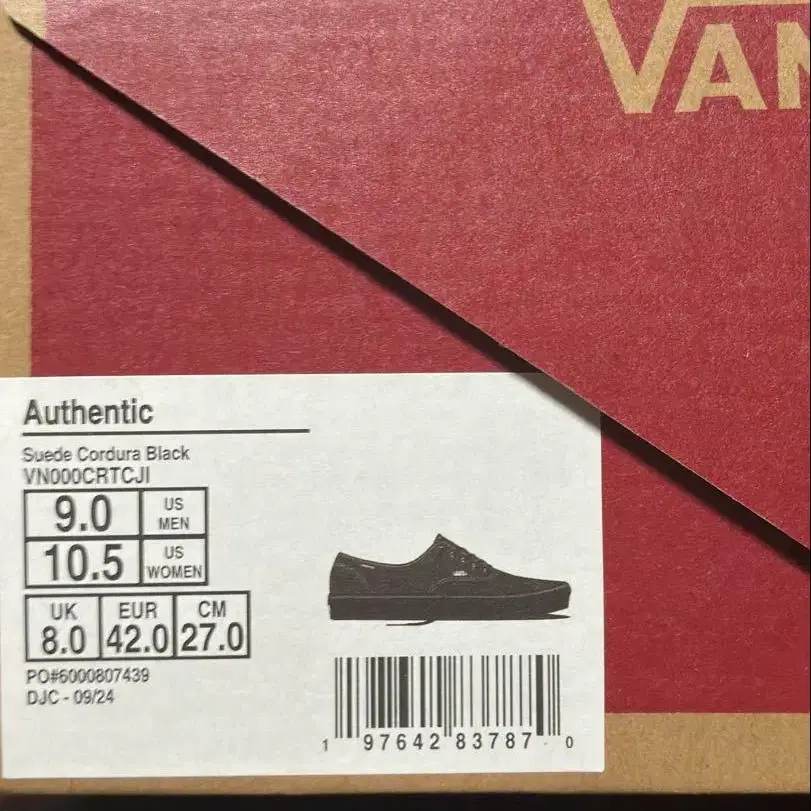 VAN
Authentic
Suede Cordura Black
VN000CRTCJI
9.0 US MEN
10.5 US WOMEN
UK EUR CM
8.0 42.0 27.0
PO#6000807439
DJC - 09/24
1 97642 83787 0